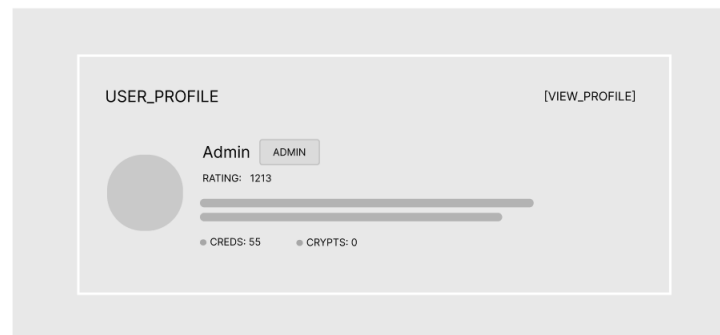 USER_PROFILE [VIEW_PROFILE]
Admin ADMIN
RATING: 1213
CREDS: 55 CRYPTS: 0